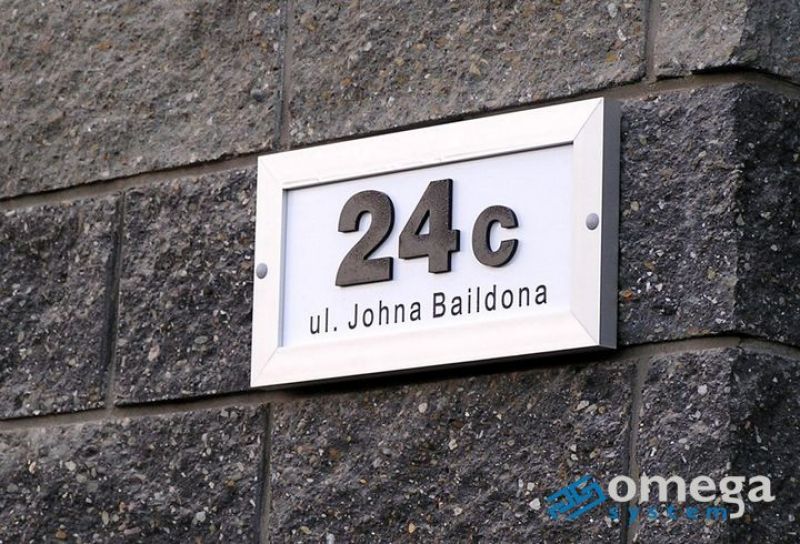 24c
ul. Johna Baildona
omega
system